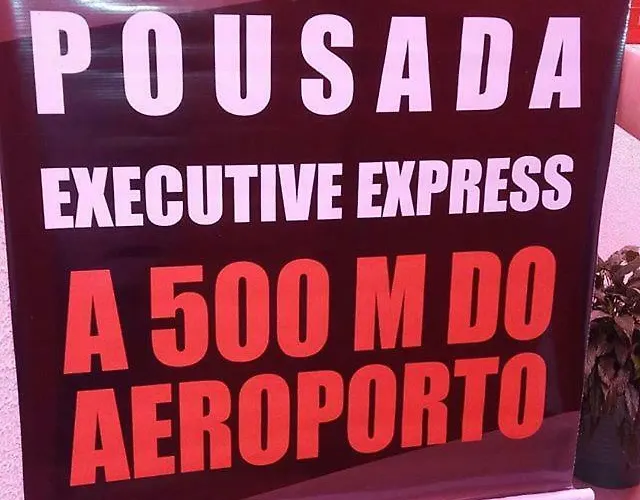 POUSADA
EXECUTIVE EXPRESS
A 500 M DO
AEROPORTO